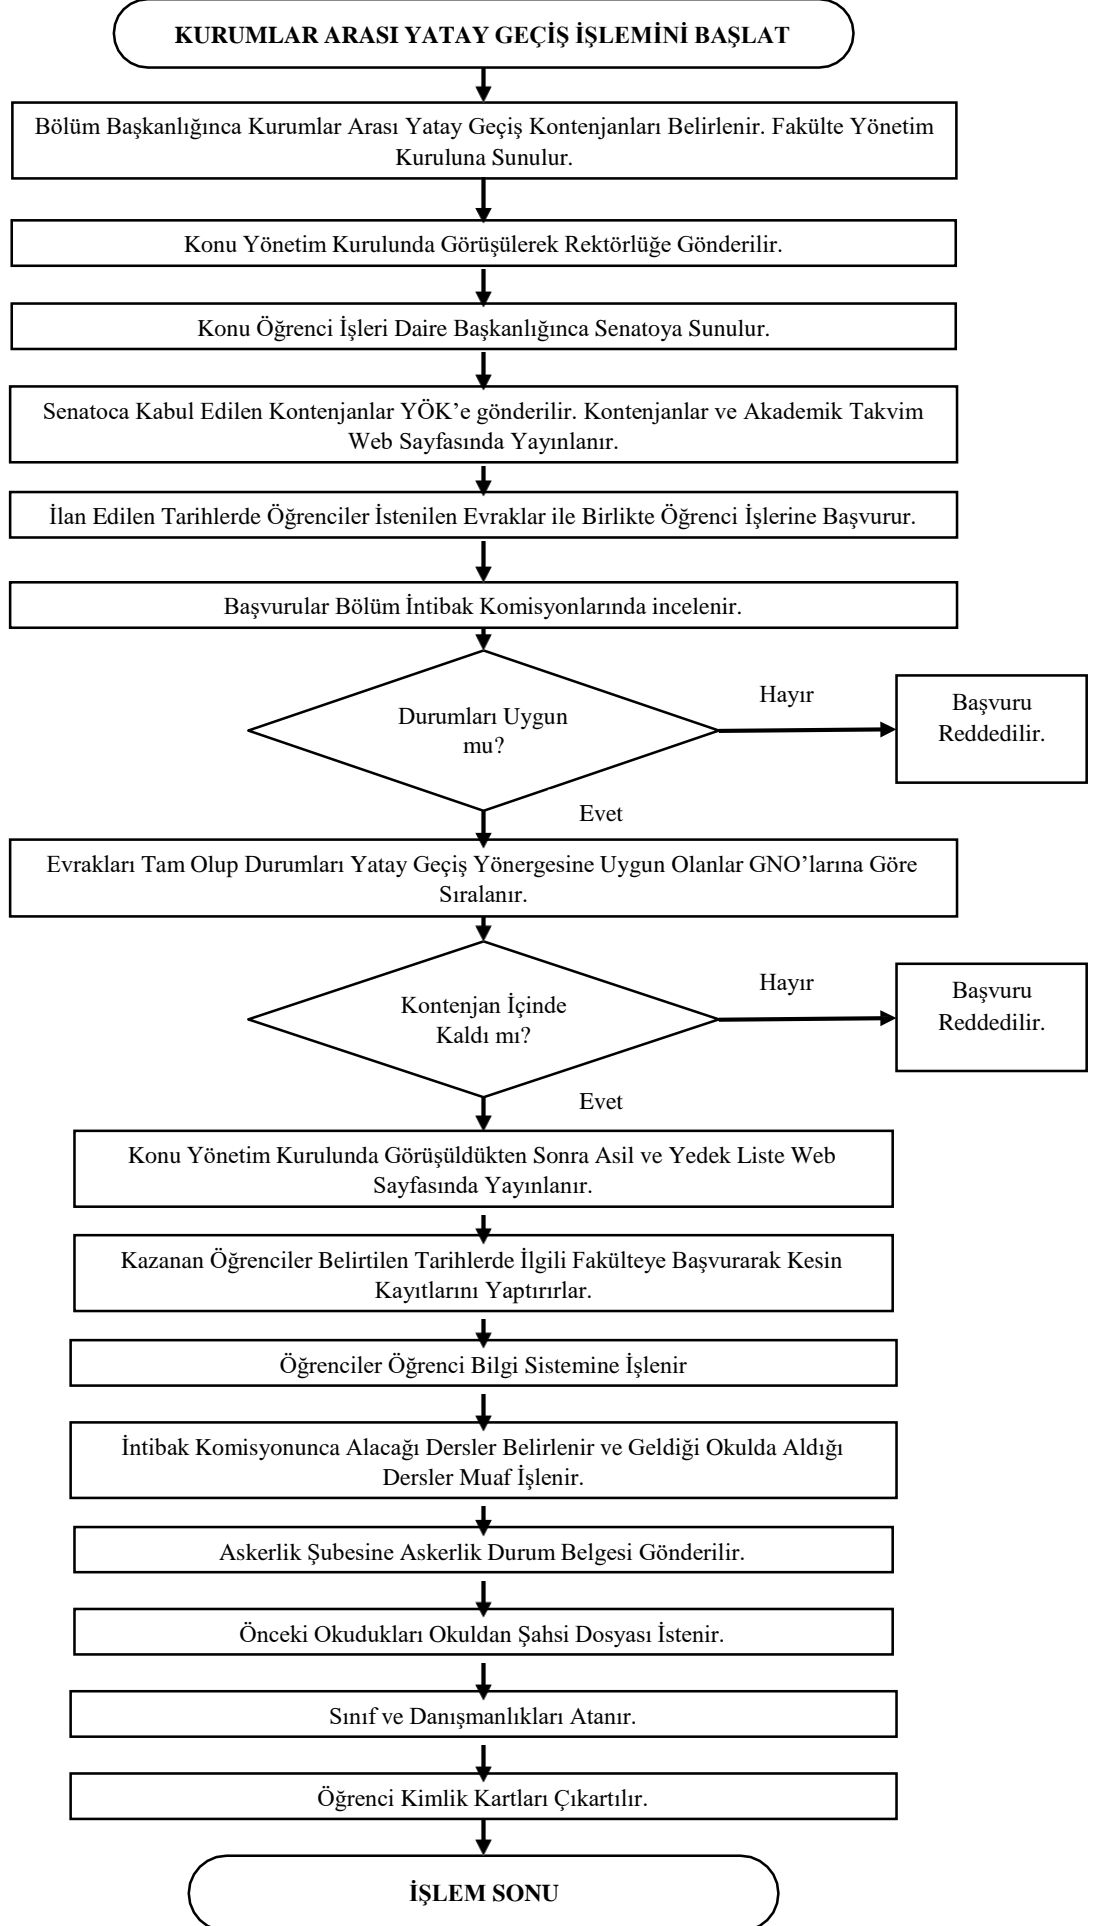 KURUMLAR ARASI YATAY GEÇİŞ İŞLEMİNİ BAŞLAT
Bölüm Başkanlığınca Kurumlar Arası Yatay Geçiş Kontenjanları Belirlenir. Fakülte Yönetim
Kuruluna Sunulur.
Konu Yönetim Kurulunda Görüşülerek Rektörlüğe Gönderilir.
Konu Öğrenci İşleri Daire Başkanlığınca Senatoya Sunulur.
Senatoca Kabul Edilen Kontenjanlar YÖK’e gönderilir. Kontenjanlar ve Akademik Takvim
Web Sayfasında Yayınlanır.
İlan Edilen Tarihlerde Öğrenciler İstenilen Evraklar ile Birlikte Öğrenci İşlerine Başvurur.
Başvurular Bölüm İntibak Komisyonlarında incelenir.
Durumları Uygun
mu?
Hayır
Başvuru
Reddedilir.
Evet
Evrakları Tam Olup Durumları Yatay Geçiş Yönergesine Uygun Olanlar GNO’larına Göre
Sıralanır.
Kontenjan İçinde
Kaldı mı?
Hayır
Başvuru
Reddedilir.
Evet
Konu Yönetim Kurulunda Görüşüldükten Sonra Asil ve Yedek Liste Web
Sayfasında Yayınlanır.
Kazanan Öğrenciler Belirtilen Tarihlerde İlgili Fakülteye Başvurarak Kesin
Kayıtlarını Yaptırırlar.
Öğrenciler Öğrenci Bilgi Sistemine İşlenir
İntibak Komisyonunca Alacağı Dersler Belirlenir ve Geldiği Okulda Aldığı
Dersler Muaf İşlenir.
Askerlik Şubesine Askerlik Durum Belgesi Gönderilir.
Önceki Okudukları Okuldan Şahsi Dosyası İstenir.
Sınıf ve Danışmanlıkları Atanır.
Öğrenci Kimlik Kartları Çıkartılır.
İŞLEM SONU